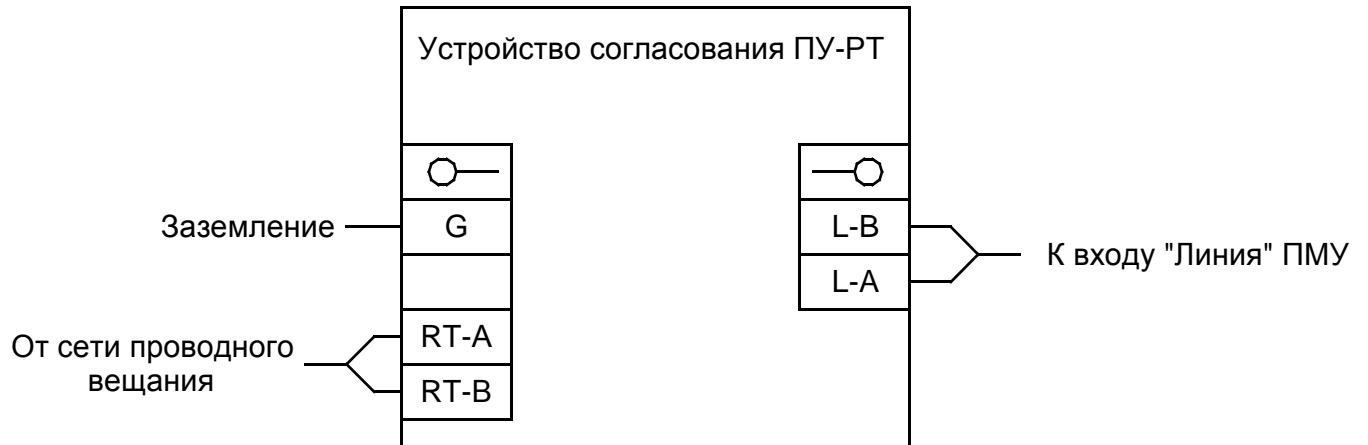 Устройство согласования ПУ-РТ
Заземление
G
L-B
L-A
К входу "Линия" ПМУ
От сети проводного
вещания
RT-A
RT-B